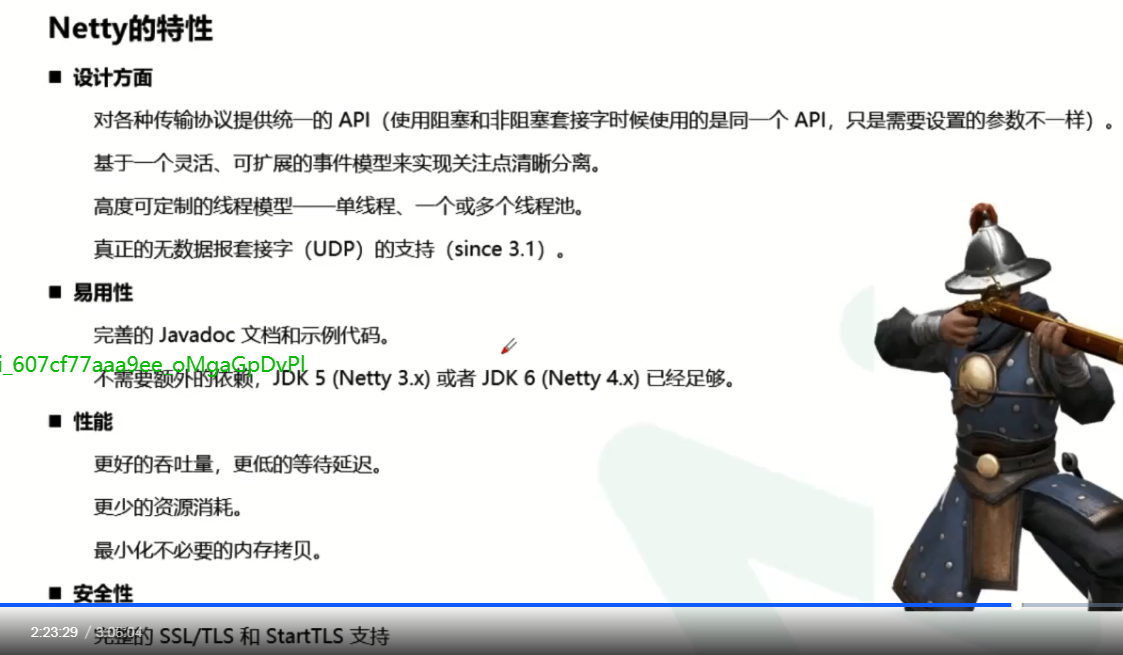 Netty的特性
■ 设计方面
对各种传输协议提供统一的 API（使用阻塞和非阻塞套接字时候使用的是同一个 API，只是需要设置的参数不一样）。
基于一个灵活、可扩展的事件模型来实现关注点清晰分离。
高度可定制的线程模型——单线程、一个或多个线程池。
真正的无数据报套接字（UDP）的支持（since 3.1）。
■ 易用性
完善的 Javadoc 文档和示例代码。
i_607cf77aaa9ee_oMqaGpDvPl
不需要额外的依赖，JDK 5 (Netty 3.x) 或者 JDK 6 (Netty 4.x) 已经足够。
■ 性能
更好的吞吐量，更低的等待延迟。
更少的资源消耗。
最小化不必要的内存拷贝。
■ 安全性
完整的 SSL/TLS 和 StartTLS 支持
2:23:29 / 3:06:04